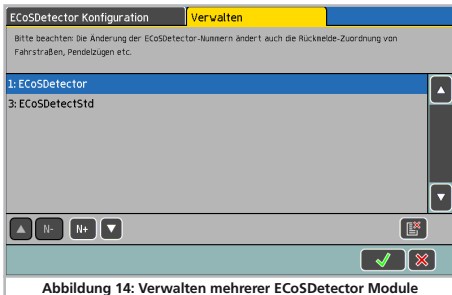 ECoSDetector Konfiguration
Verwalten
Bitte beachten: Die Änderung der ECoSDetector-Nummern ändert auch die Rückmelde-Zuordnung von
Fahrstraßen, Pendelzügen etc.
1: ECoSDetector
3: ECoSDetectStd
N- N+
Abbildung 14: Verwalten mehrerer ECoSDetector Module